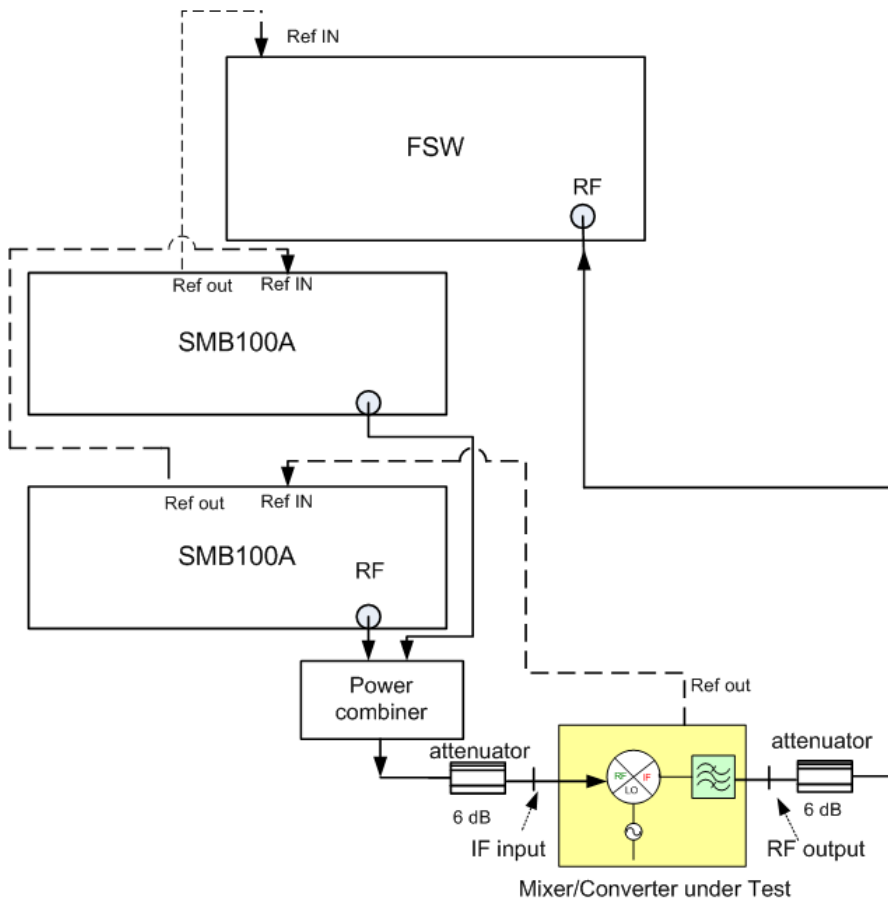 Ref IN
FSW
RF
Ref out
Ref IN
SMB100A
Ref out
Ref IN
SMB100A
RF
Power
combiner
Ref out
attenuator
attenuator
RF
IF
LO
6 dB
6 dB
IF input
RF output
Mixer/Converter under Test